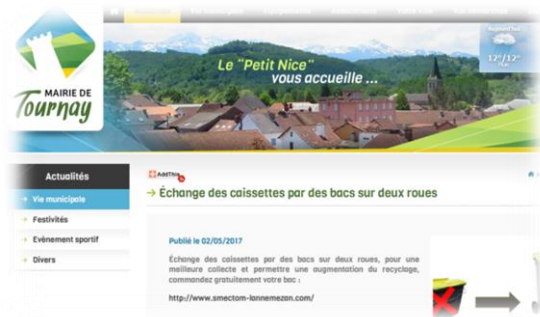 Aujourd'hui
12°/12°
MAIRIE DE
Tournay
Le "Petit Nice"
vous accueille ...
Actualités
Vie municipale
Festivités
Evènement sportif
Divers
AddThis
Échange des caissettes par des bacs sur deux roues
Publié le 02/05/2017
Échange des caissettes par des bacs sur deux roues, pour une
meilleure collecte et permettre une augmentation du recyclage,
commandez gratuitement votre bac :
http://www.smectom-lannemezan.com/